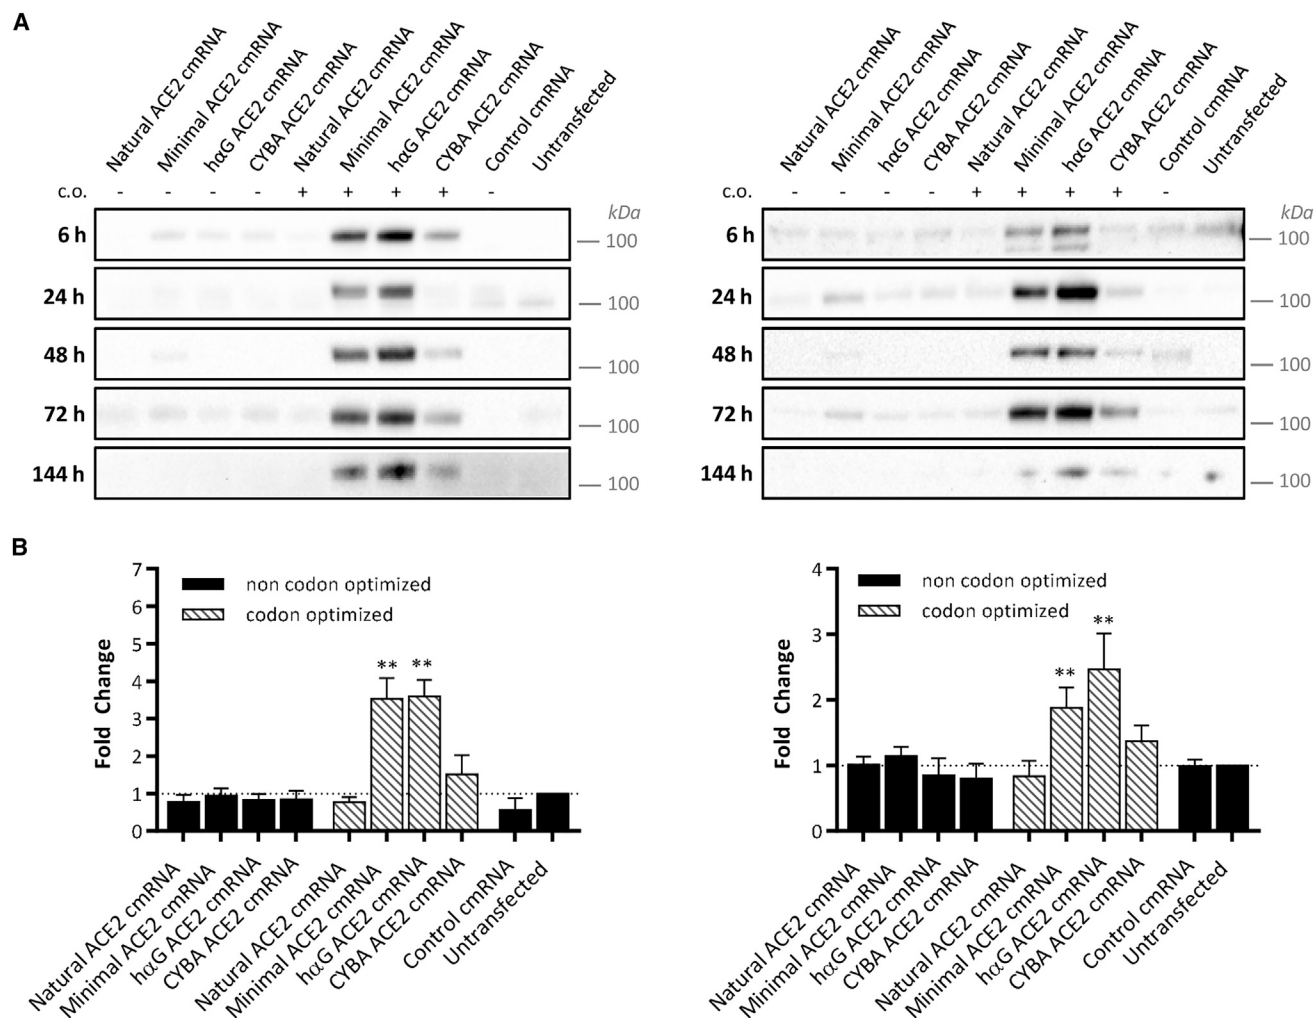 A
Natural ACE2 cmRNA
Minimal ACE2 cmRNA
hαG ACE2 cmRNA
CYBA ACE2 cmRNA
Natural ACE2 cmRNA
Minimal ACE2 cmRNA
hαG ACE2 cmRNA
CYBA ACE2 cmRNA
Control cmRNA
Untransfected
c.o. - - - - + + + + -
kDa
6 h 100
24 h 100
48 h 100
72 h 100
144 h 100
Natural ACE2 cmRNA
Minimal ACE2 cmRNA
hαG ACE2 cmRNA
CYBA ACE2 cmRNA
Natural ACE2 cmRNA
Minimal ACE2 cmRNA
hαG ACE2 cmRNA
CYBA ACE2 cmRNA
Control cmRNA
Untransfected
c.o. - - - - + + + + -
kDa
6 h 100
24 h 100
48 h 100
72 h 100
144 h 100
B
Fold Change
7
6
5
4
3
2
1
0
non codon optimized
codon optimized
** **
Natural ACE2 cmRNA
Minimal ACE2 cmRNA
hαG ACE2 cmRNA
CYBA ACE2 cmRNA
Natural ACE2 cmRNA
Minimal ACE2 cmRNA
hαG ACE2 cmRNA
CYBA ACE2 cmRNA
Control cmRNA
Untransfected
Fold Change
4
3
2
1
0
non codon optimized
codon optimized
** **
Natural ACE2 cmRNA
Minimal ACE2 cmRNA
hαG ACE2 cmRNA
CYBA ACE2 cmRNA
Natural ACE2 cmRNA
Minimal ACE2 cmRNA
hαG ACE2 cmRNA
CYBA ACE2 cmRNA
Control cmRNA
Untransfected